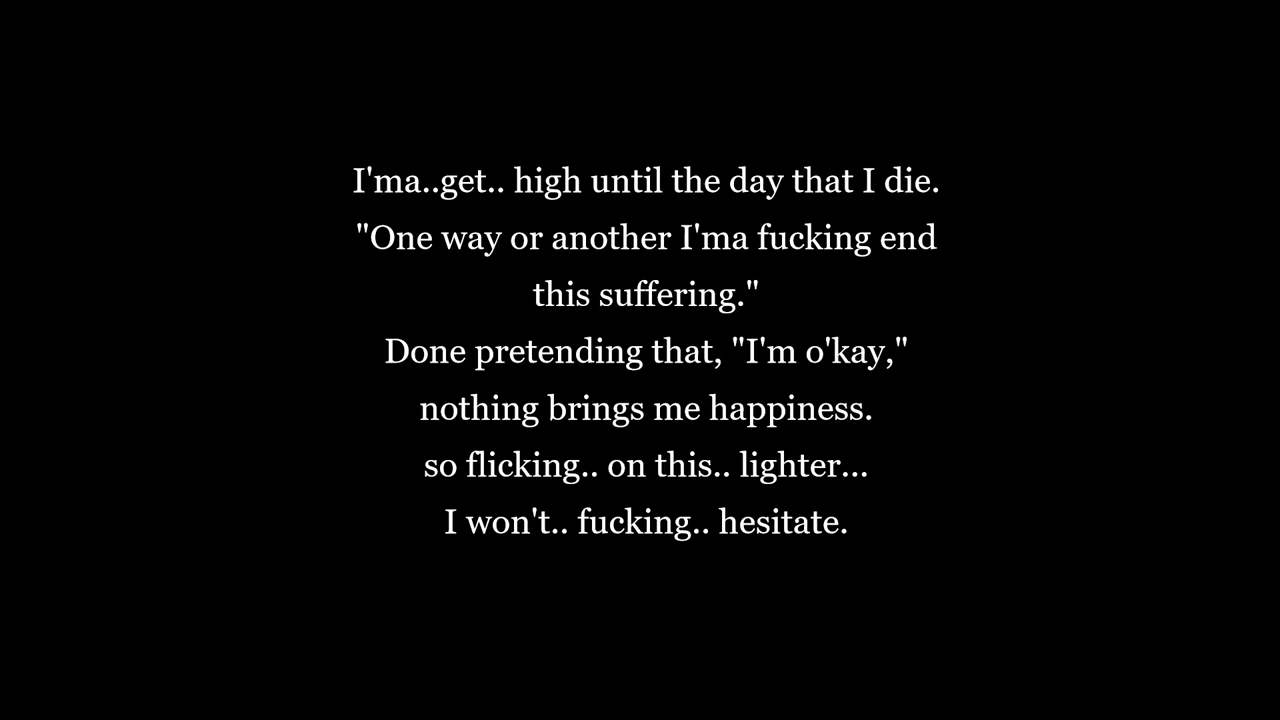 I'ma..get.. high until the day that I die.
"One way or another I'ma fucking end
this suffering."
Done pretending that, "I'm o'kay,"
nothing brings me happiness.
so flicking.. on this.. lighter...
I won't.. fucking.. hesitate.